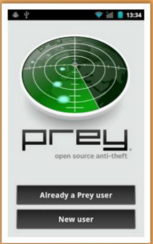 13:34
prey
open source anti-theft
Already a Prey user
New user